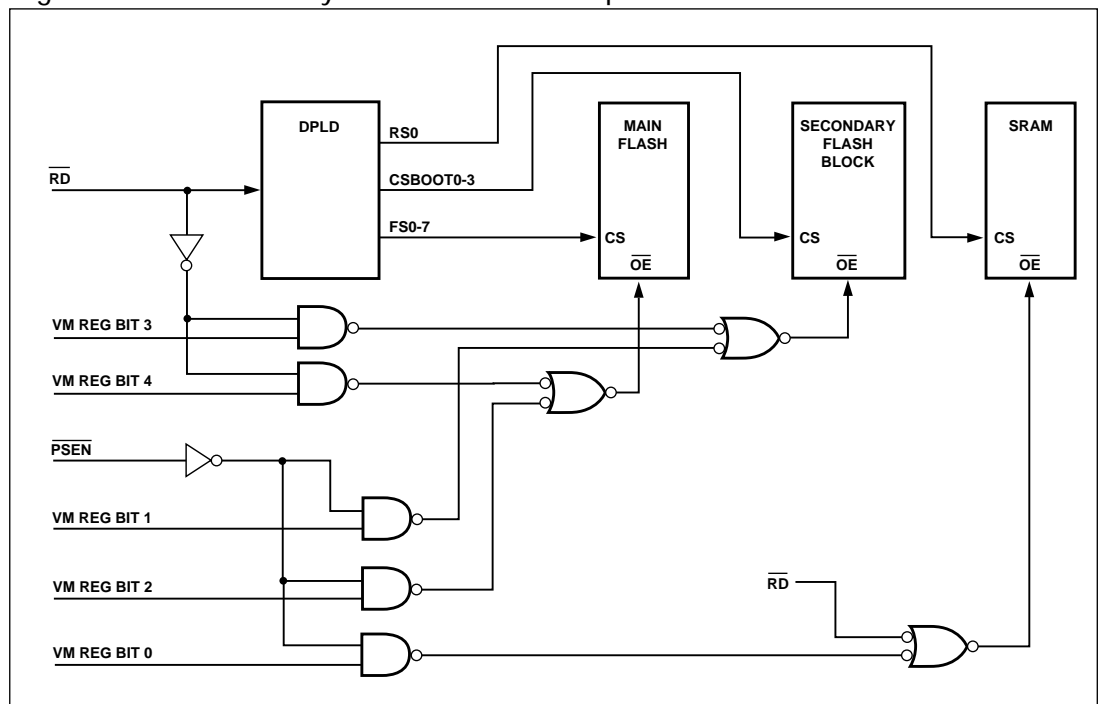 DPLD
RS0
CSBOOT0-3
FS0-7
MAIN
FLASH
CS
OE
SECONDARY
FLASH
BLOCK
CS
OE
SRAM
CS
OE
RD
VM REG BIT 3
VM REG BIT 4
PSEN
VM REG BIT 1
VM REG BIT 2
VM REG BIT 0
RD